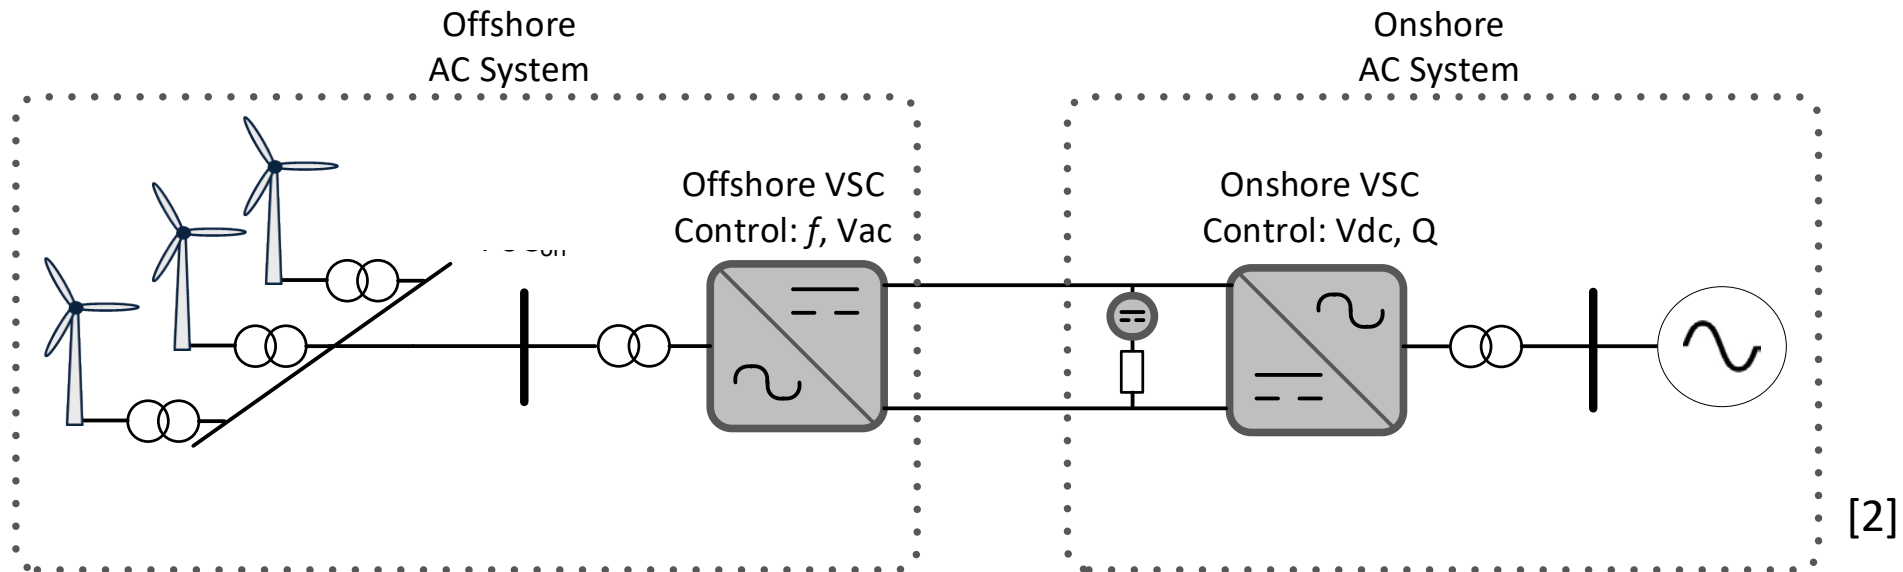 Offshore
AC System
Onshore
AC System
Offshore VSC
Control: f, Vac
Onshore VSC
Control: Vdc, Q
[2]